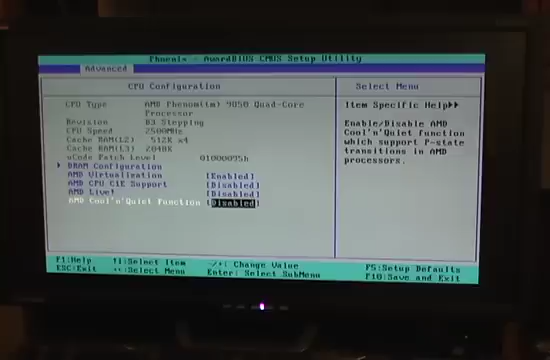 Phoenix - AwardBIOS CMOS Setup Utility
Advanced
CPU Configuration
Select Menu
CPU Type AMD Phenom(tm) 9850 Quad-Core
Processor
Revision B3 Stepping
CPU Speed 2500MHz
Cache RAM(L2) 512K x4
Cache RAM(L3) 2048K
uCode Patch Level 01000095h
DRAM Configuration
AMD Virtualization [Enabled]
AMD CPU C1E Support [Disabled]
AMD Live! [Disabled]
AMD Cool'n'Quiet Function [Disabled]
Item Specific Help▶▶
Enable/Disable AMD
Cool'n'Quiet function
which support P-state
transitions in AMD
processors.
F1:Help ↑↓:Select Item -/+: Change Value F5:Setup Defaults
ESC:Exit ↔:Select Menu Enter: Select SubMenu F10:Save and Exit